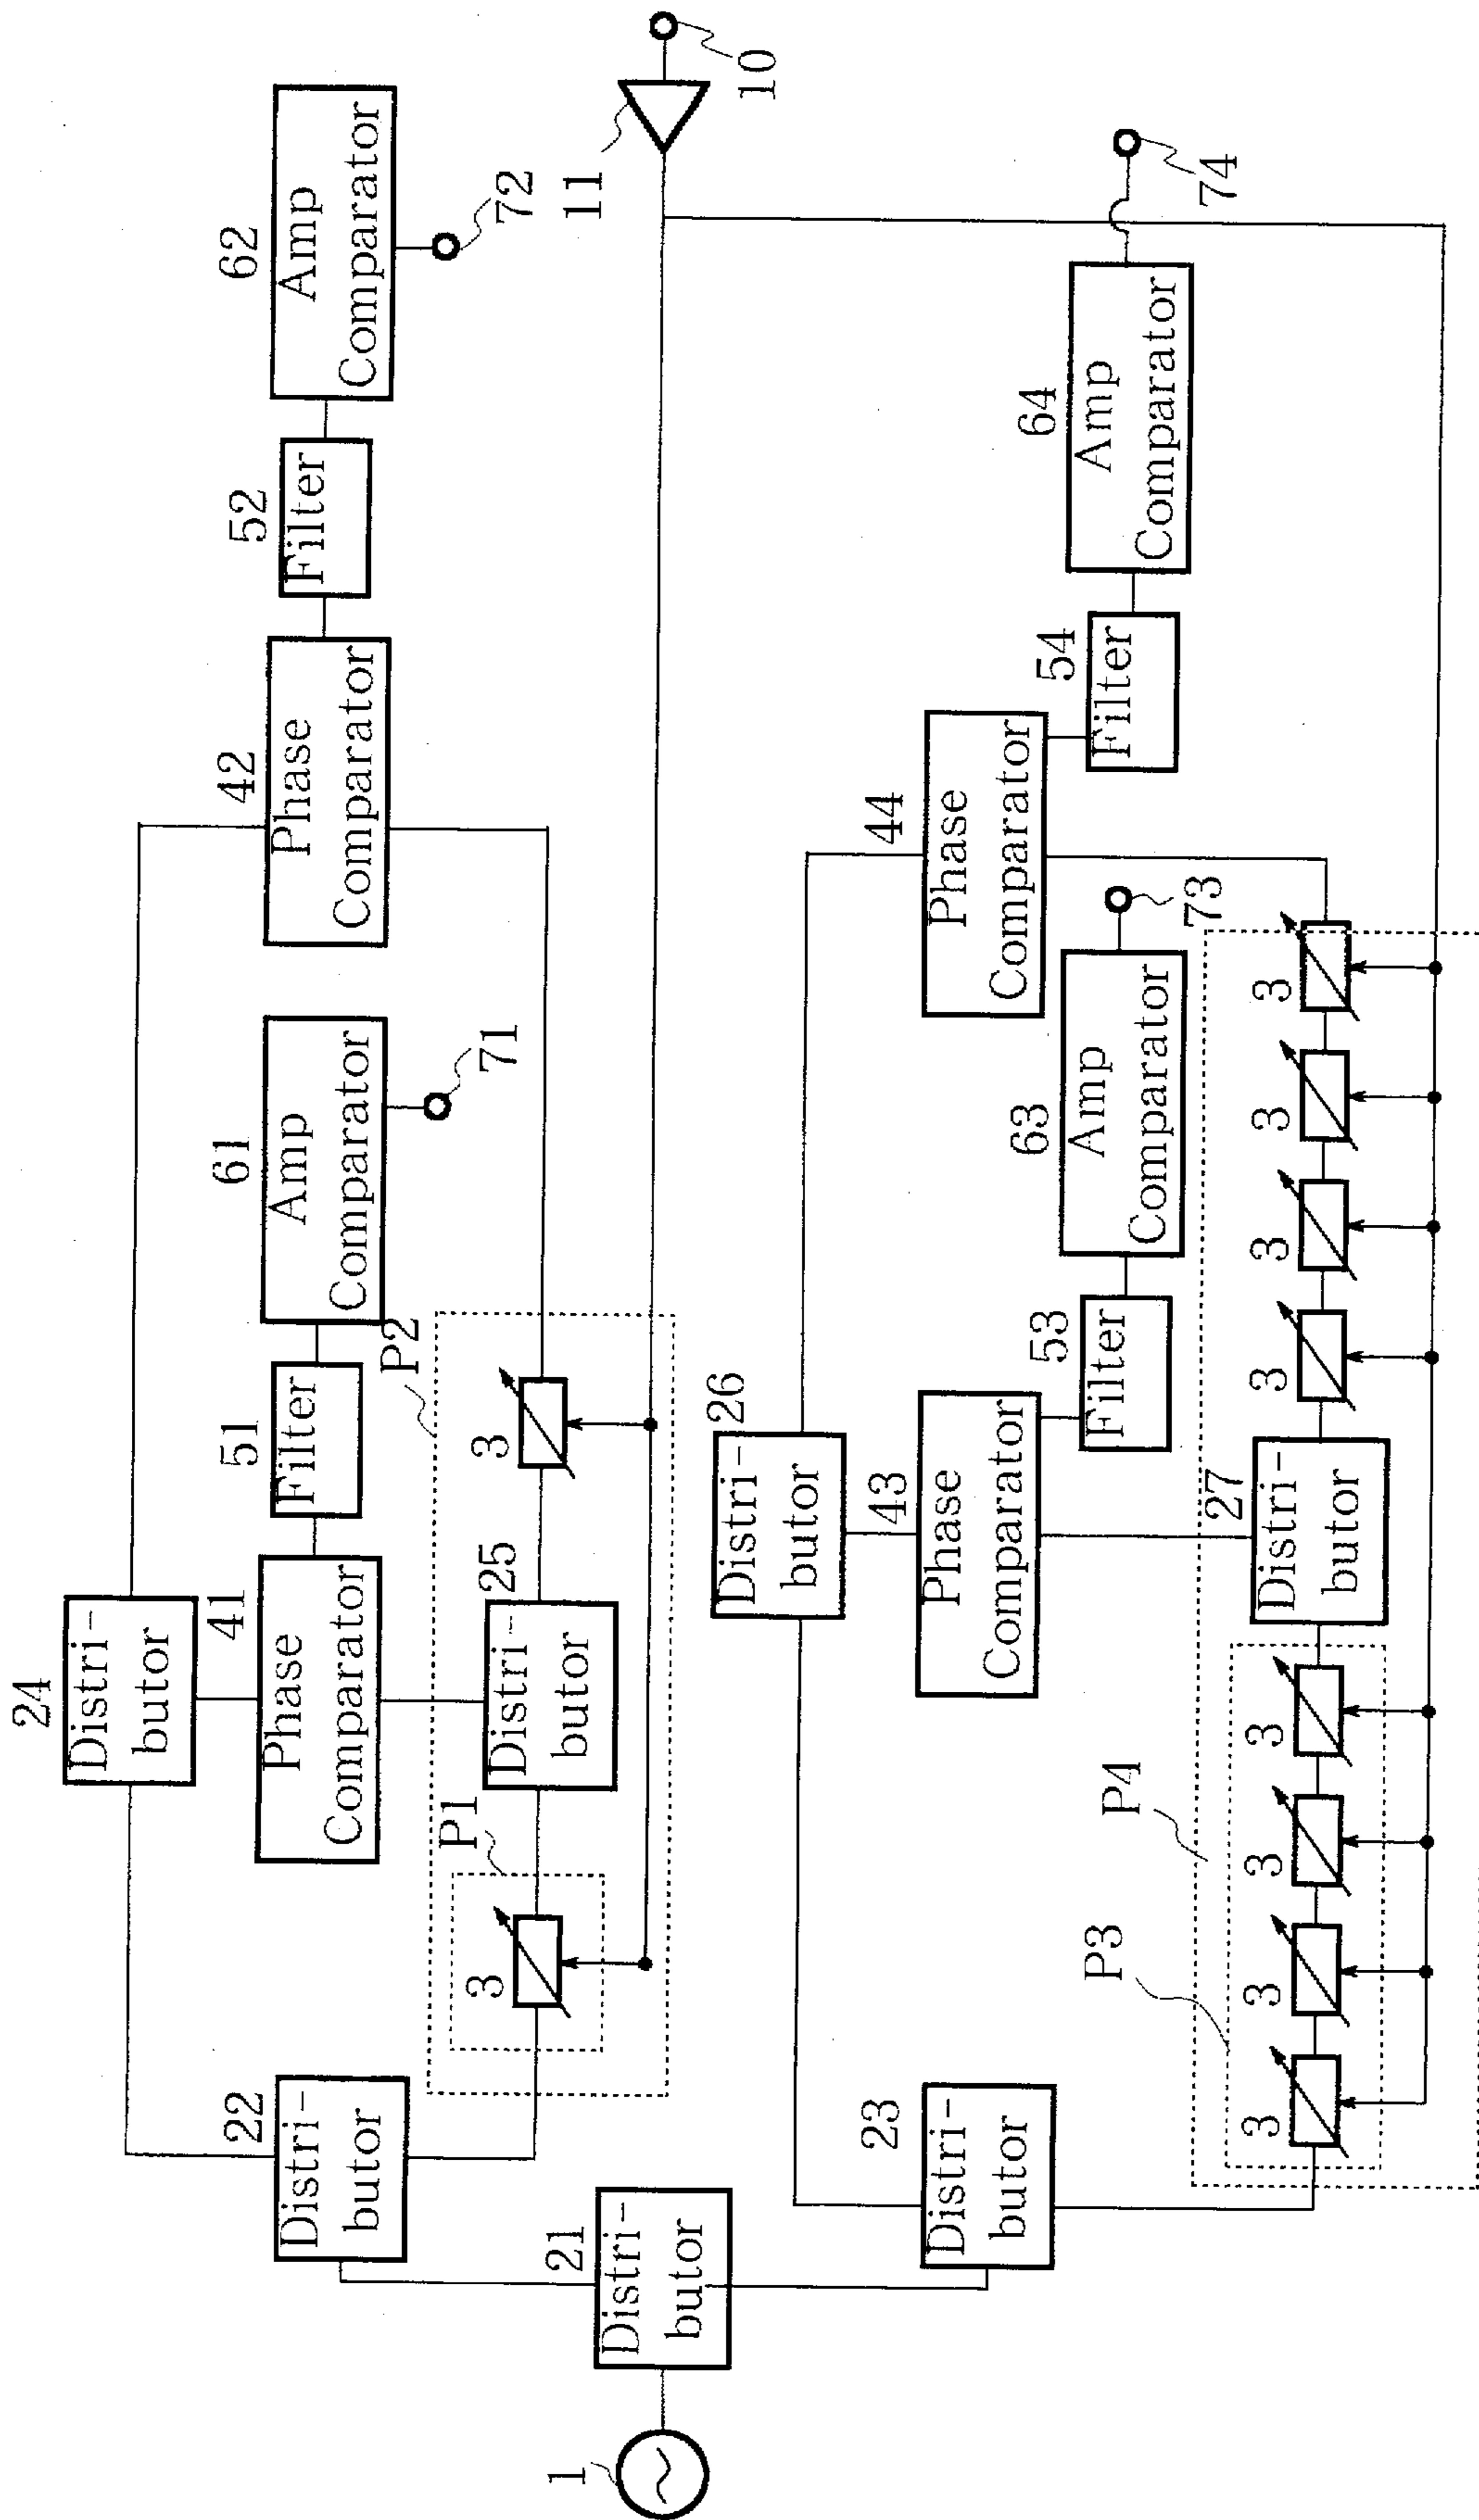 24
Distri-
butor
41
Phase
Comparator
51
Filter
61
Amp
Comparator
71
42
Phase
Comparator
52
Filter
62
Amp
Comparator
72
22
Distri-
butor
P1
3
25
Distri-
butor
P2
3
1
21
Distri-
butor
11
10
26
Distri-
butor
43
Phase
Comparator
53
Filter
63
Amp
Comparator
73
44
Phase
Comparator
54
Filter
64
Amp
Comparator
74
23
Distri-
butor
P3
P4
3
3
3
3
27
Distri-
butor
3
3
3
3